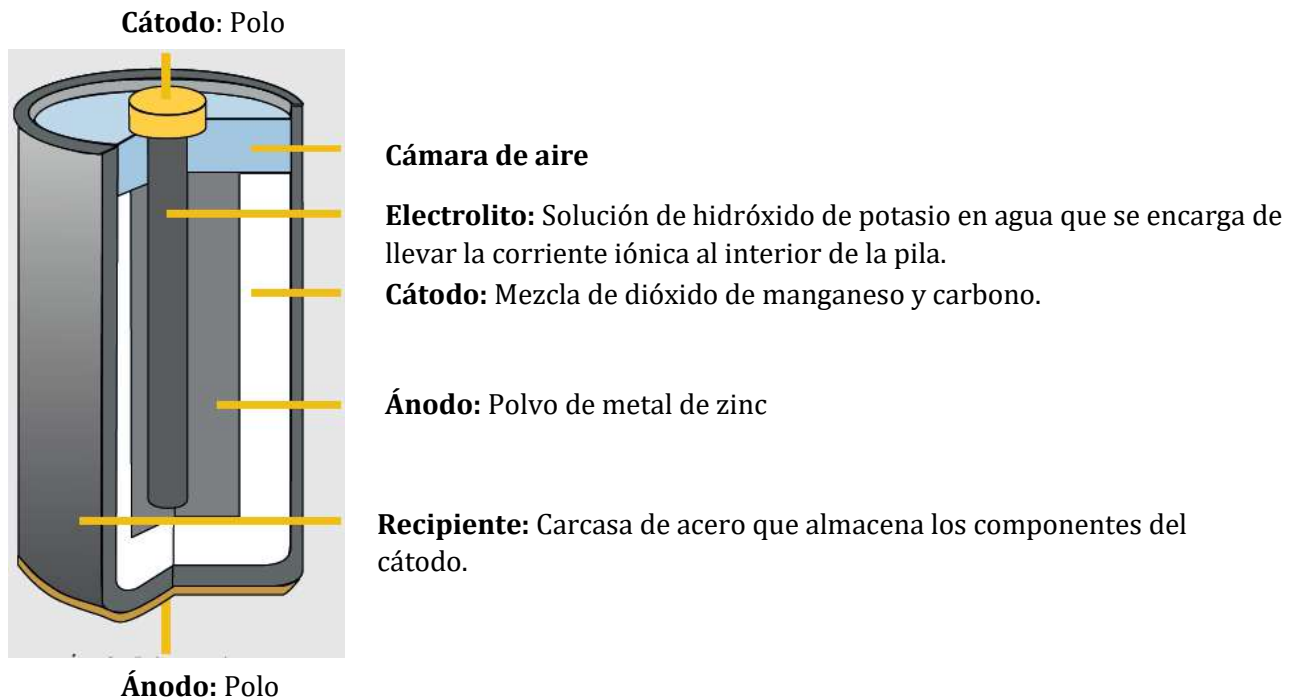 Cátodo: Polo
Cámara de aire
Electrolito: Solución de hidróxido de potasio en agua que se encarga de
llevar la corriente iónica al interior de la pila.
Cátodo: Mezcla de dióxido de manganeso y carbono.
Ánodo: Polvo de metal de zinc
Recipiente: Carcasa de acero que almacena los componentes del
cátodo.
Ánodo: Polo